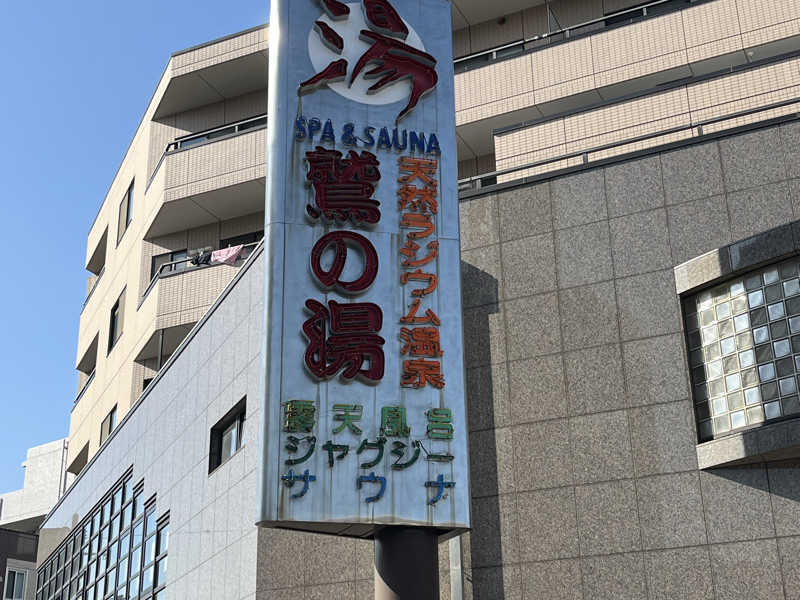 湯
SPA & SAUNA
鷲の湯
天然ラジウム温泉
露天風呂
ジャグジー
サウナ